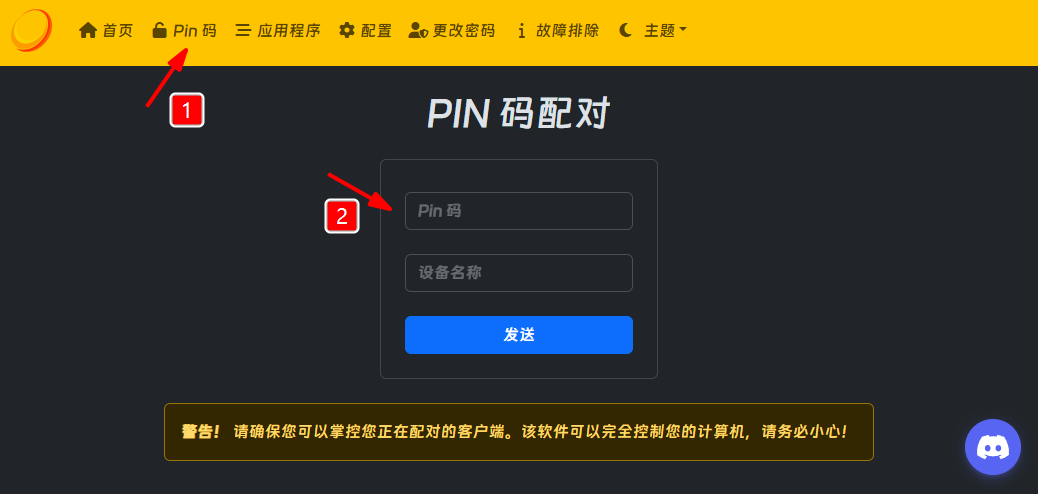 首页 Pin 码 应用程序 配置 更改密码 故障排除 主题
1
PIN 码配对
Pin 码
2
设备名称
发送
警告! 请确保您可以掌控您正在配对的客户端。该软件可以完全控制您的计算机，请务必小心!